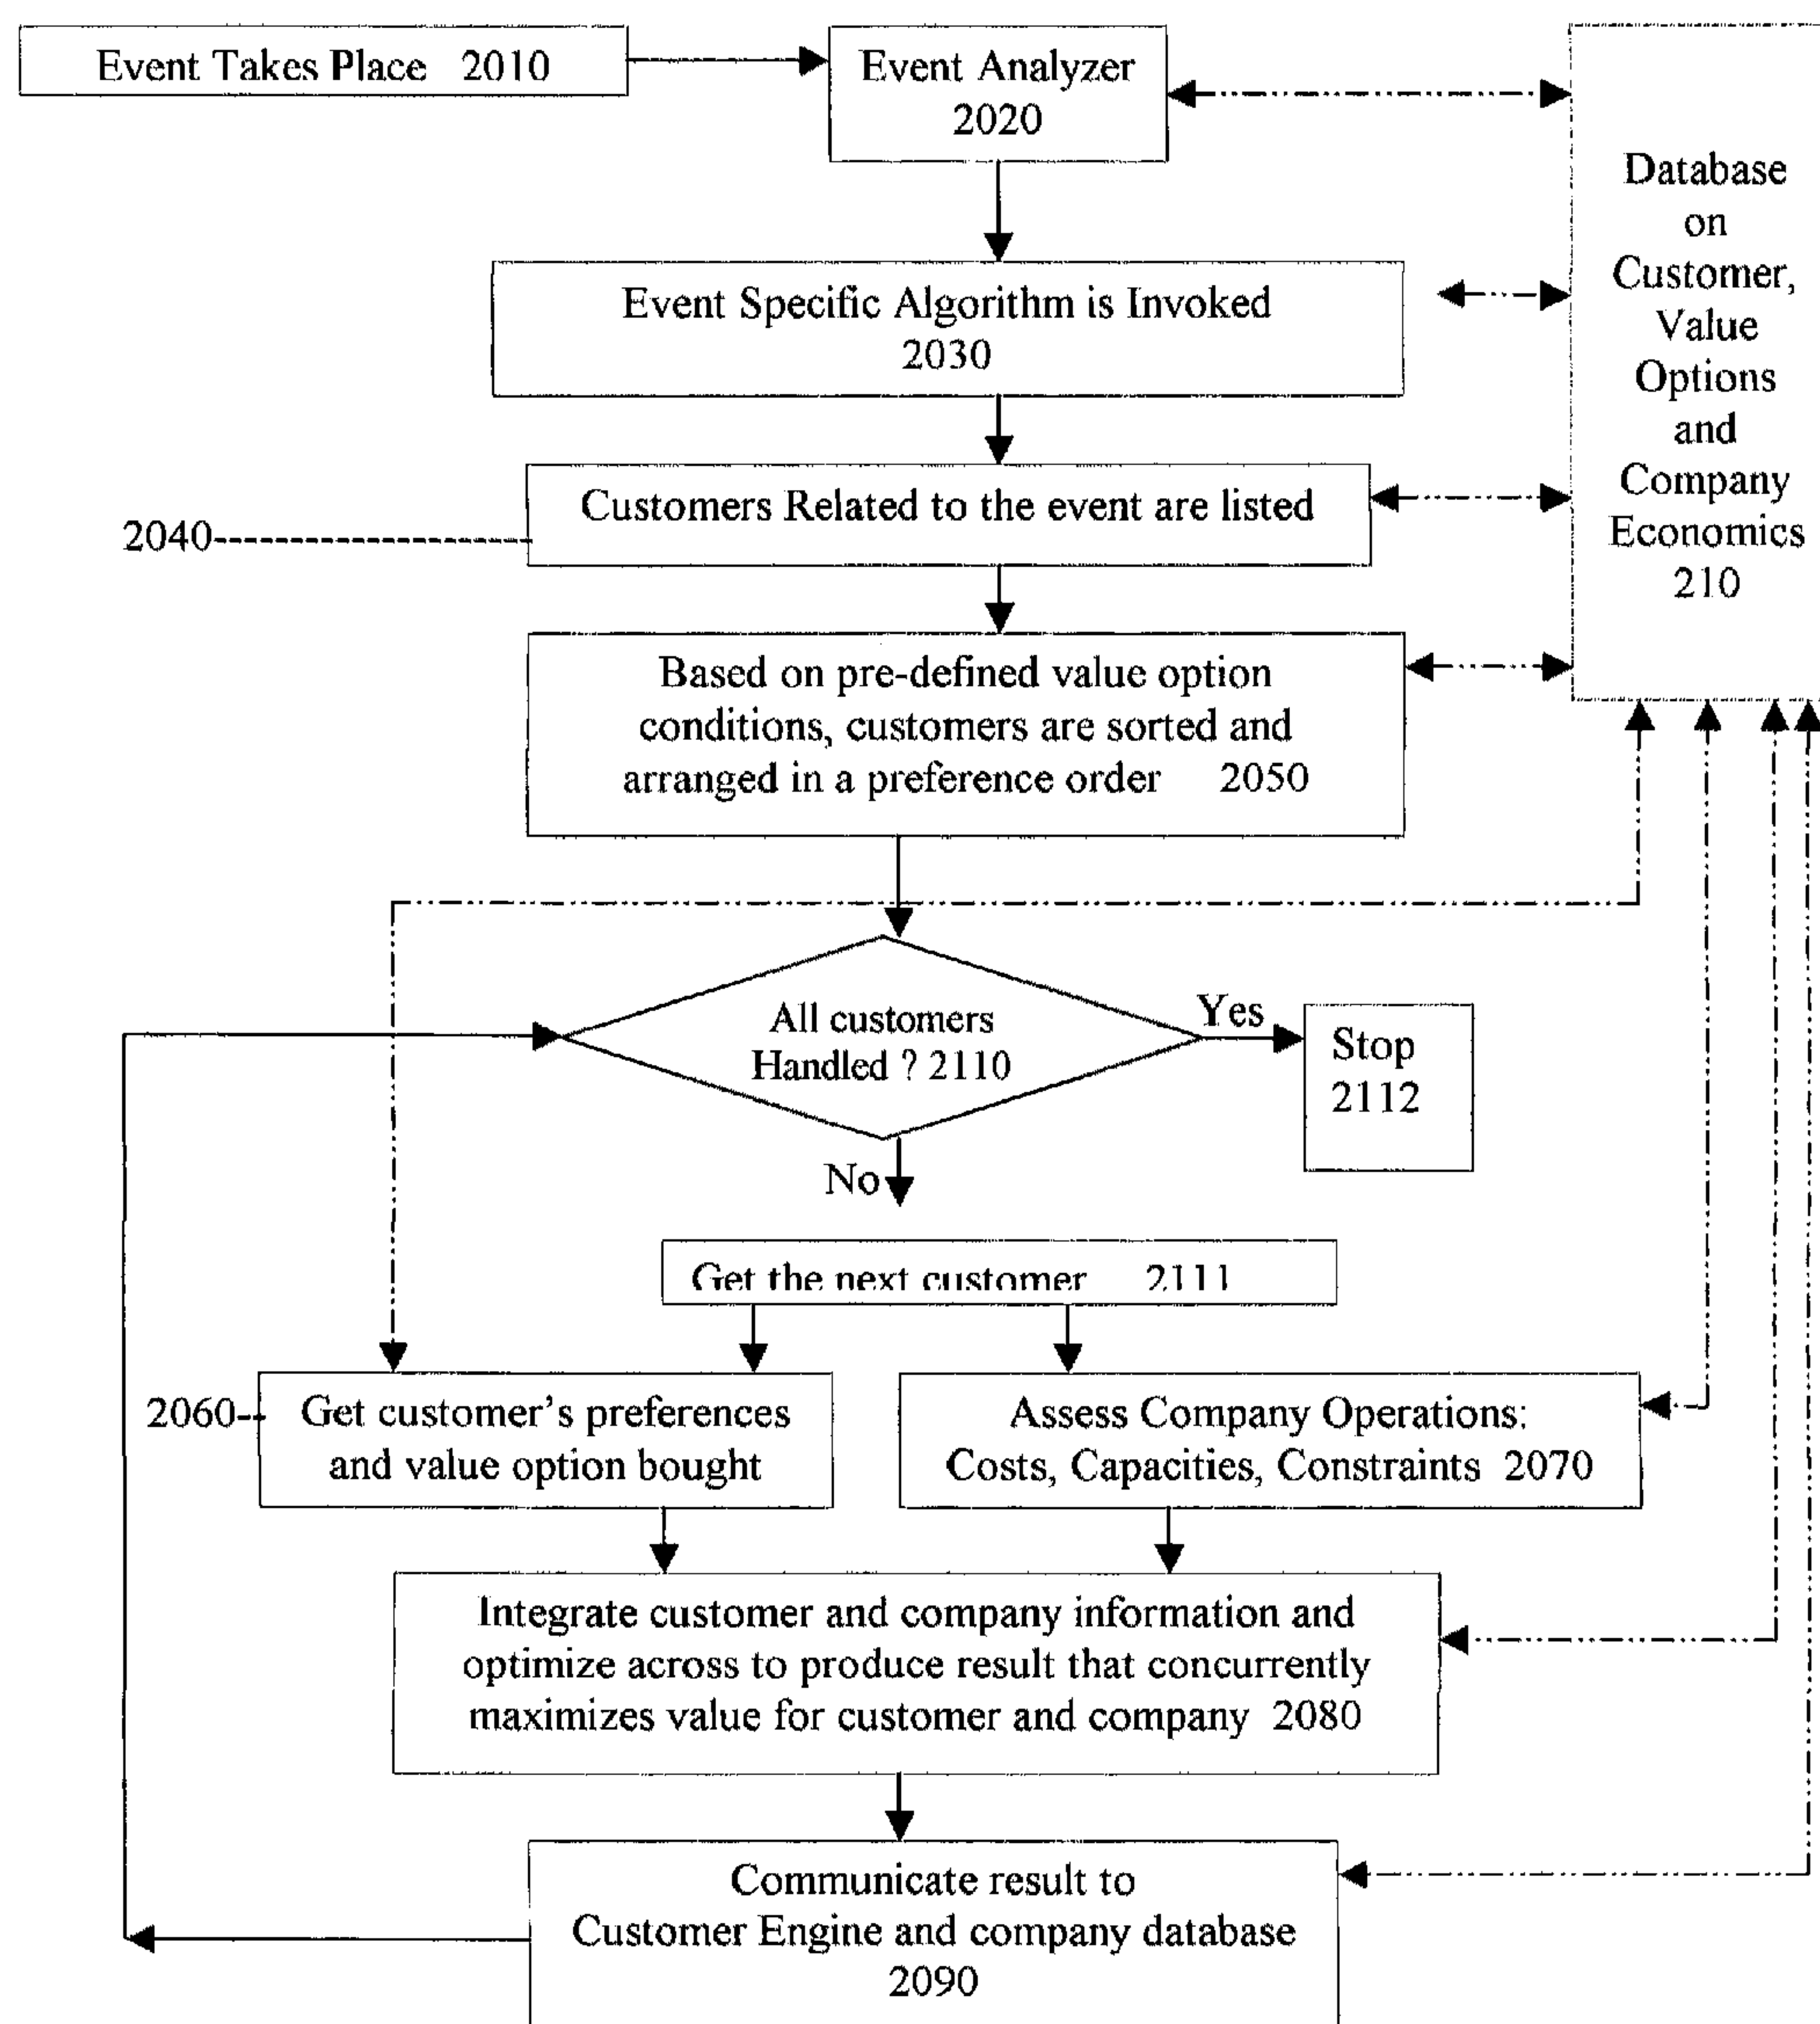 Event Takes Place 2010
Event Analyzer
2020
Database
on
Customer,
Value
Options
and
Company
Economics
210
Event Specific Algorithm is Invoked
2030
Customers Related to the event are listed
2040
Based on pre-defined value option
conditions, customers are sorted and
arranged in a preference order 2050
All customers
Handled ? 2110
Yes
Stop
2112
No
Get the next customer 2111
2060
Get customer's preferences
and value option bought
Assess Company Operations:
Costs, Capacities, Constraints 2070
Integrate customer and company information and
optimize across to produce result that concurrently
maximizes value for customer and company 2080
Communicate result to
Customer Engine and company database
2090